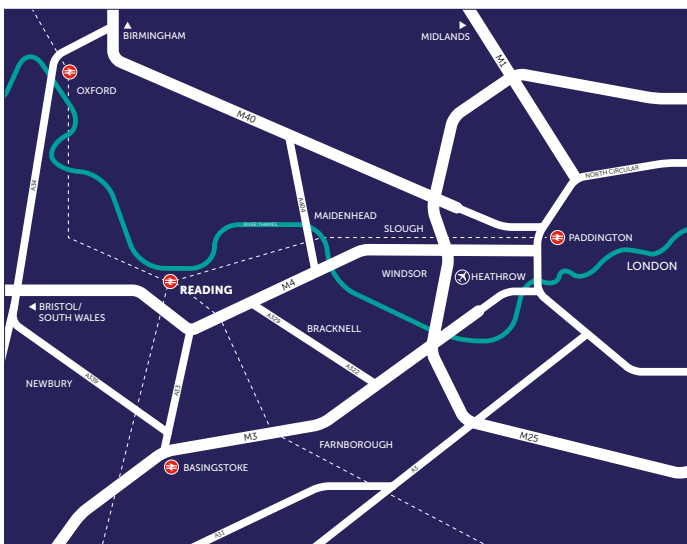 BIRMINGHAM
MIDLANDS
M1
OXFORD
M40
NORTH CIRCULAR
A34
A404
MAIDENHEAD
RIVER THAMES
SLOUGH
PADDINGTON
LONDON
WINDSOR
HEATHROW
READING
M4
BRISTOL/
SOUTH WALES
A329
BRACKNELL
A322
NEWBURY
A339
A33
M3
FARNBOROUGH
M25
BASINGSTOKE
A3
A31